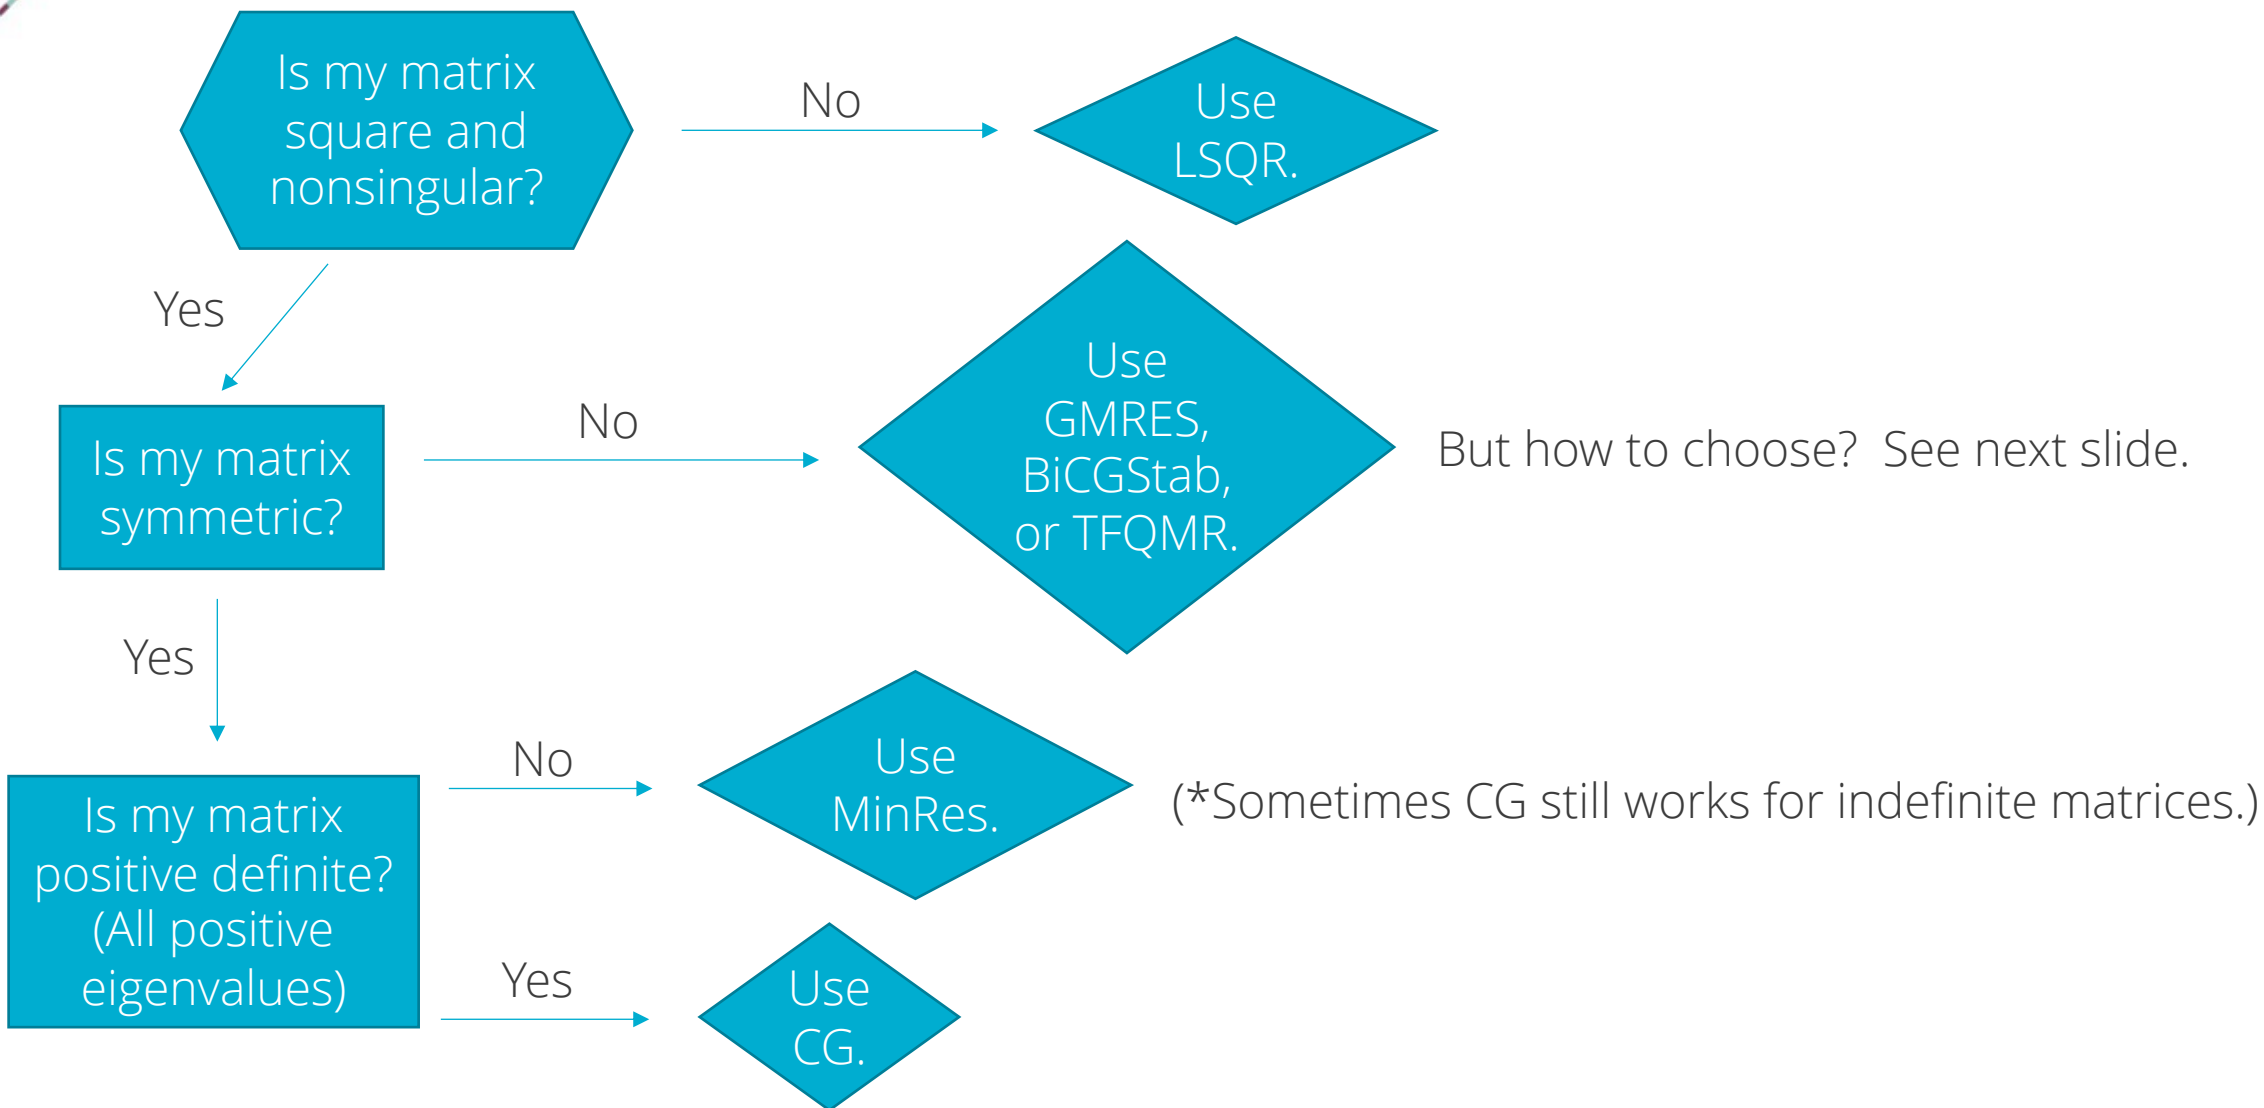 Is my matrix
square and
nonsingular?
No
Use
LSQR.
Yes
Is my matrix
symmetric?
No
Use
GMRES,
BiCGStab,
or TFQMR.
But how to choose?  See next slide.
Yes
Is my matrix
positive definite?
(All positive
eigenvalues)
No
Use
MinRes.
(*Sometimes CG still works for indefinite matrices.)
Yes
Use
CG.